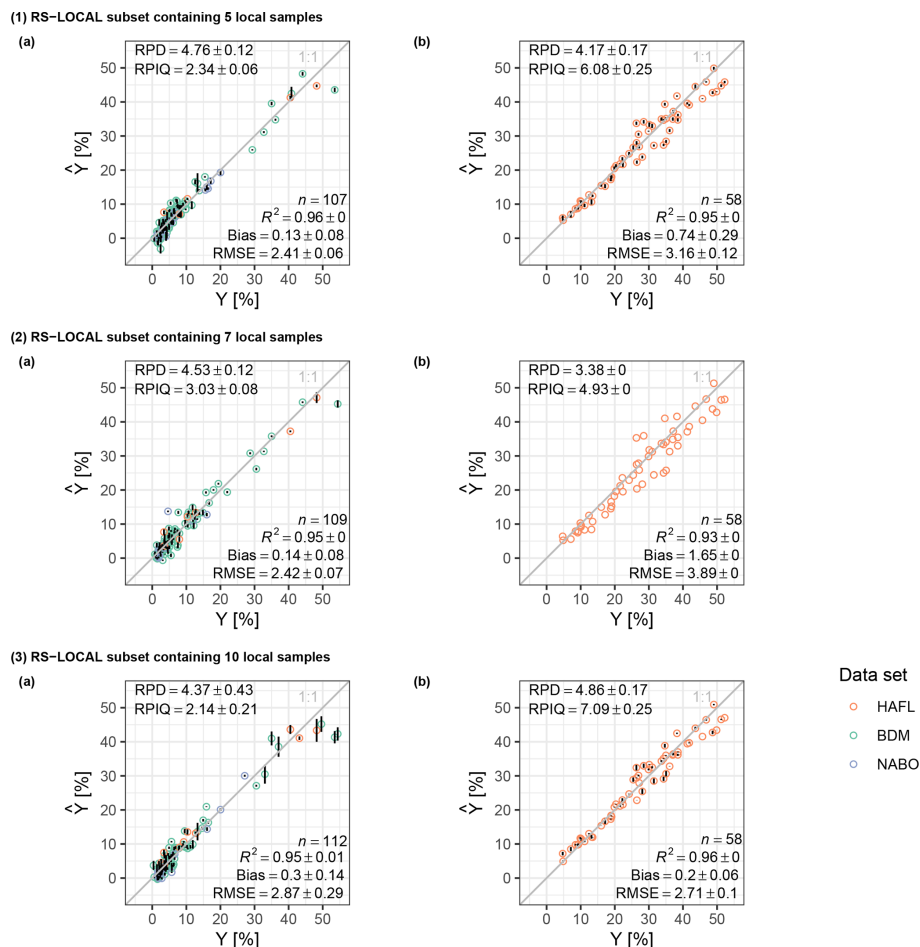 (1) RS−LOCAL subset containing 5 local samples
(a)
RPD = 4.76 ± 0.12
RPIQ = 2.34 ± 0.06
1:1
n = 107
R² = 0.96 ± 0
Bias = 0.13 ± 0.08
RMSE = 2.41 ± 0.06
50
40
30
20
10
0
Ŷ [%]
0 10 20 30 40 50
Y [%]
(b)
RPD = 4.17 ± 0.17
RPIQ = 6.08 ± 0.25
1:1
n = 58
R² = 0.95 ± 0
Bias = 0.74 ± 0.29
RMSE = 3.16 ± 0.12
50
40
30
20
10
0
Ŷ [%]
0 10 20 30 40 50
Y [%]
(2) RS−LOCAL subset containing 7 local samples
(a)
RPD = 4.53 ± 0.12
RPIQ = 3.03 ± 0.08
1:1
n = 109
R² = 0.95 ± 0
Bias = 0.14 ± 0.08
RMSE = 2.42 ± 0.07
50
40
30
20
10
0
Ŷ [%]
0 10 20 30 40 50
Y [%]
(b)
RPD = 3.38 ± 0
RPIQ = 4.93 ± 0
1:1
n = 58
R² = 0.93 ± 0
Bias = 1.65 ± 0
RMSE = 3.89 ± 0
50
40
30
20
10
0
Ŷ [%]
0 10 20 30 40 50
Y [%]
(3) RS−LOCAL subset containing 10 local samples
(a)
RPD = 4.37 ± 0.43
RPIQ = 2.14 ± 0.21
1:1
n = 112
R² = 0.95 ± 0.01
Bias = 0.3 ± 0.14
RMSE = 2.87 ± 0.29
50
40
30
20
10
0
Ŷ [%]
0 10 20 30 40 50
Y [%]
(b)
RPD = 4.86 ± 0.17
RPIQ = 7.09 ± 0.25
1:1
n = 58
R² = 0.96 ± 0
Bias = 0.2 ± 0.06
RMSE = 2.71 ± 0.1
50
40
30
20
10
0
Ŷ [%]
0 10 20 30 40 50
Y [%]
Data set
HAFL
BDM
NABO